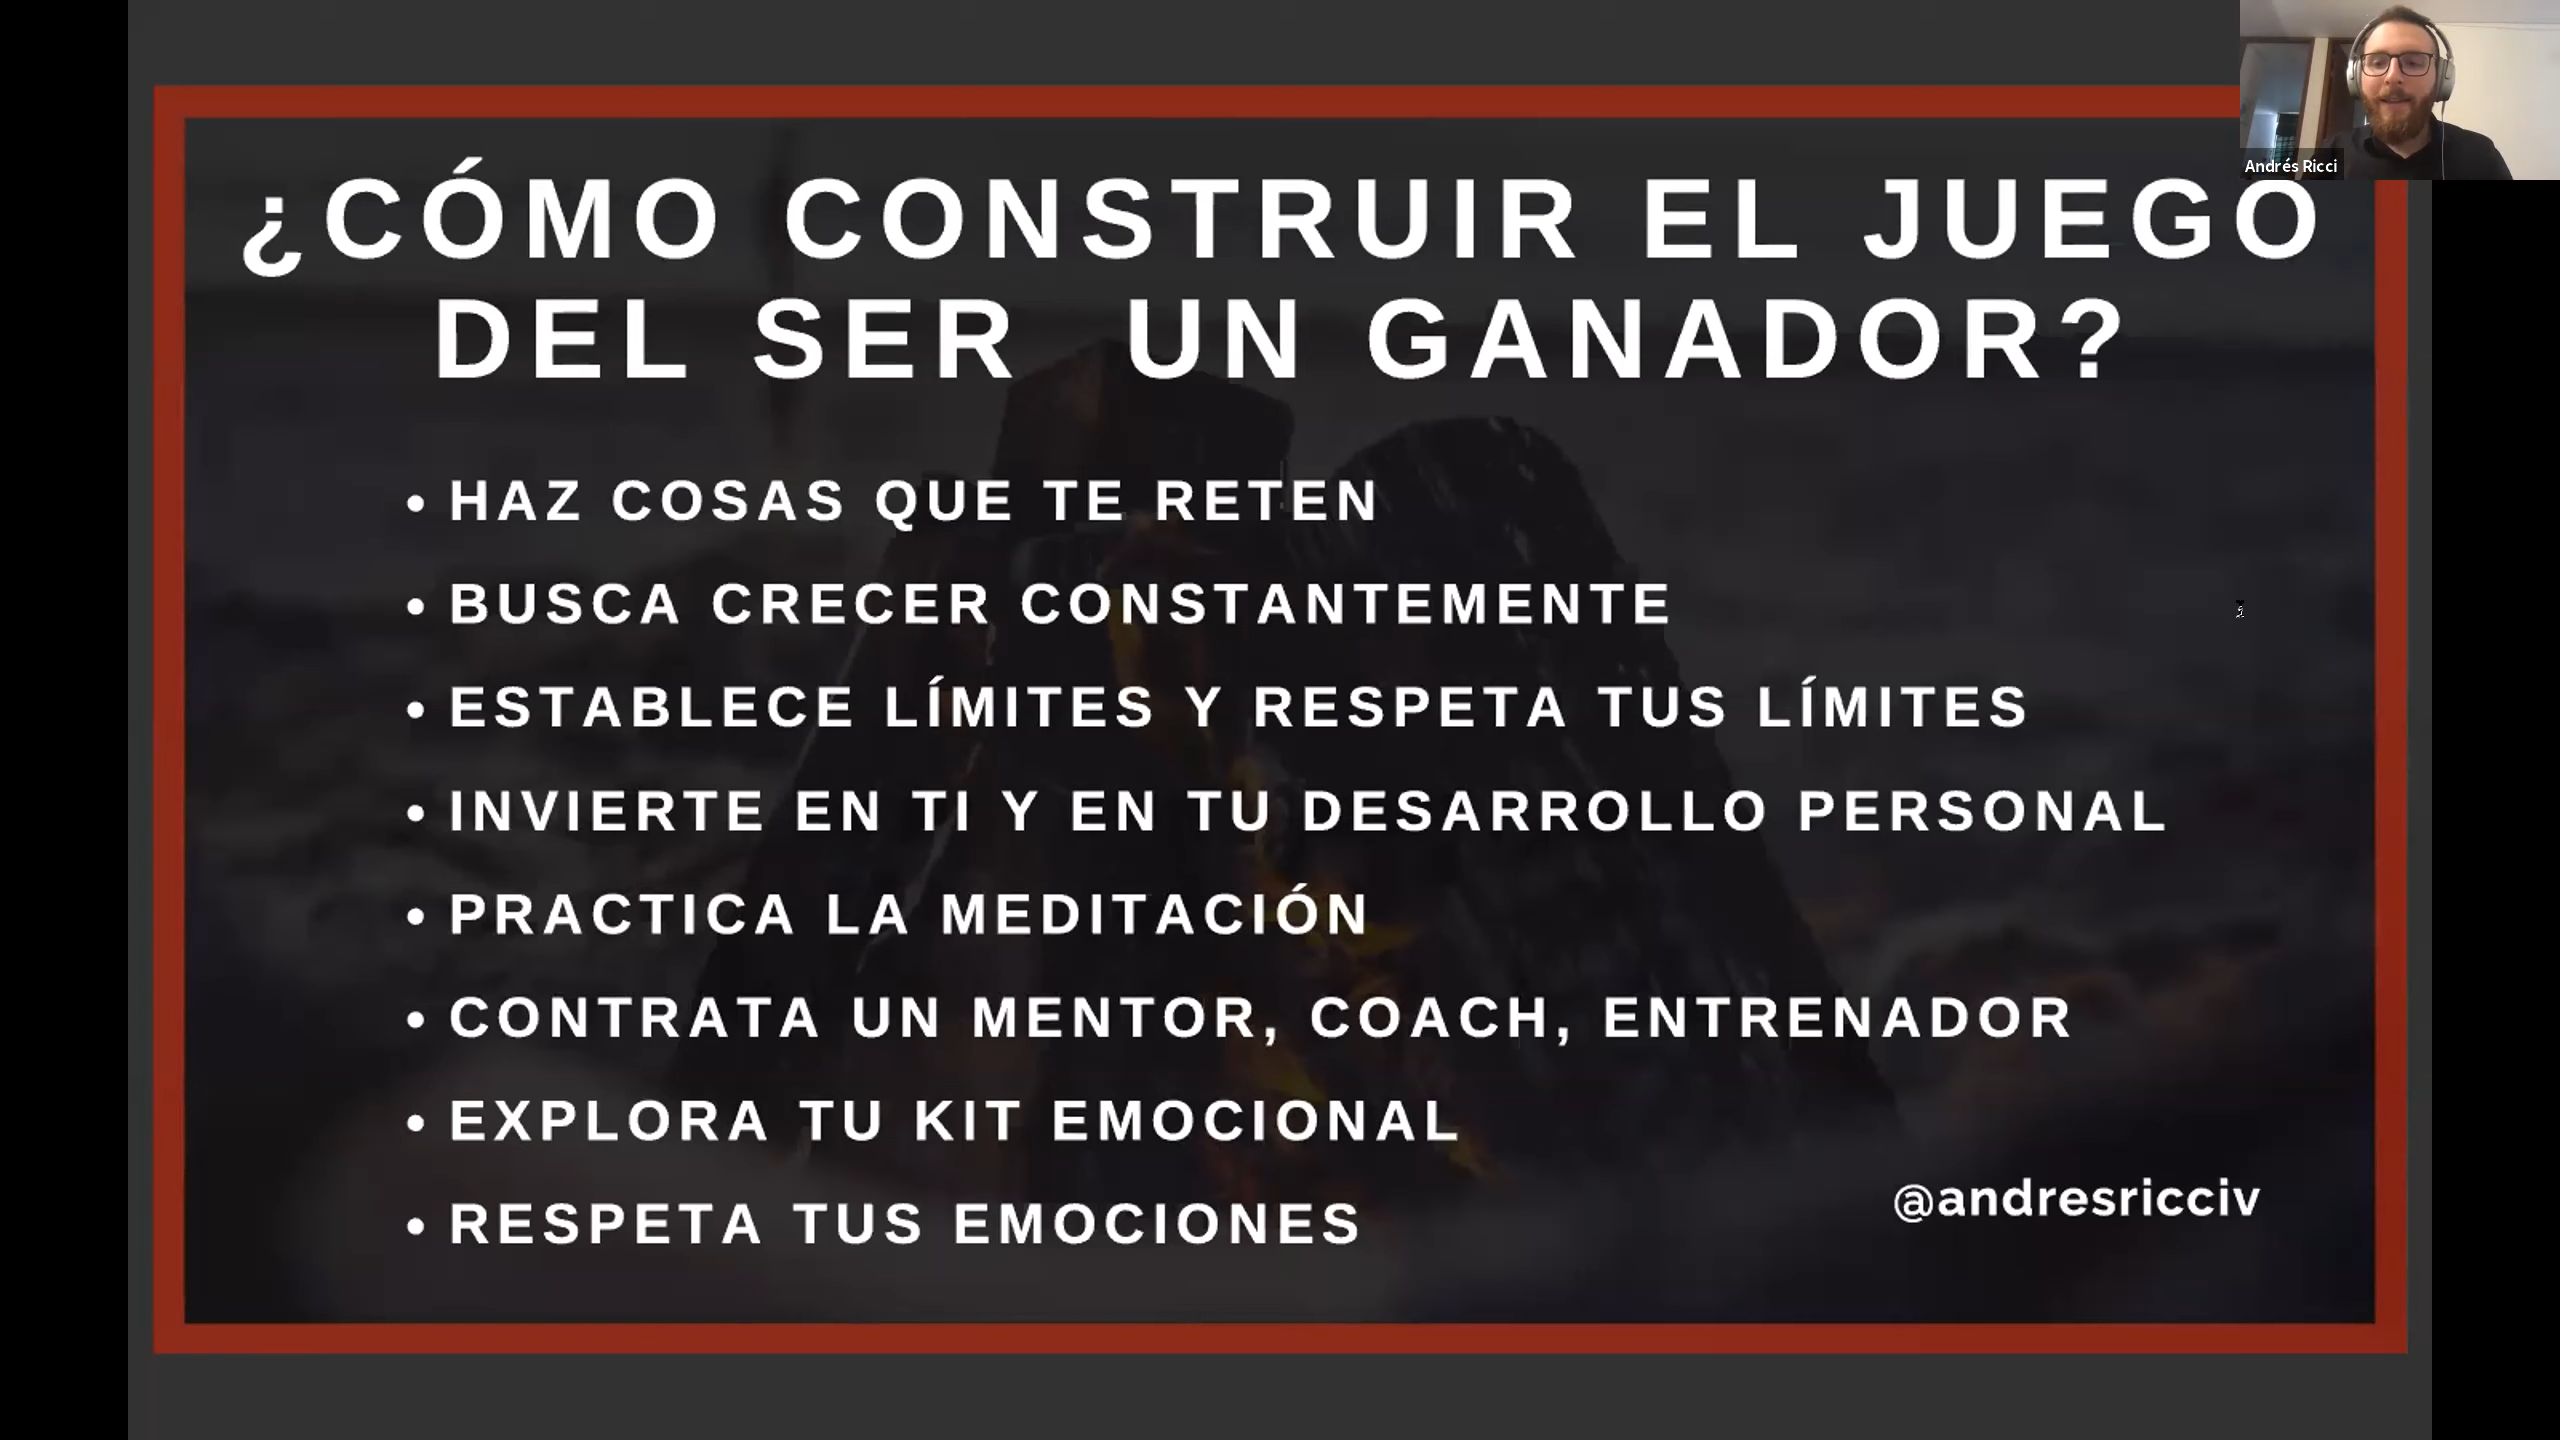 Andrés Ricci
¿CÓMO CONSTRUIR EL JUEGO
DEL SER UN GANADOR?
• HAZ COSAS QUE TE RETEN
• BUSCA CRECER CONSTANTEMENTE
• ESTABLECE LÍMITES Y RESPETA TUS LÍMITES
• INVIERTE EN TI Y EN TU DESARROLLO PERSONAL
• PRACTICA LA MEDITACIÓN
• CONTRATA UN MENTOR, COACH, ENTRENADOR
• EXPLORA TU KIT EMOCIONAL
• RESPETA TUS EMOCIONES
@andresricciv